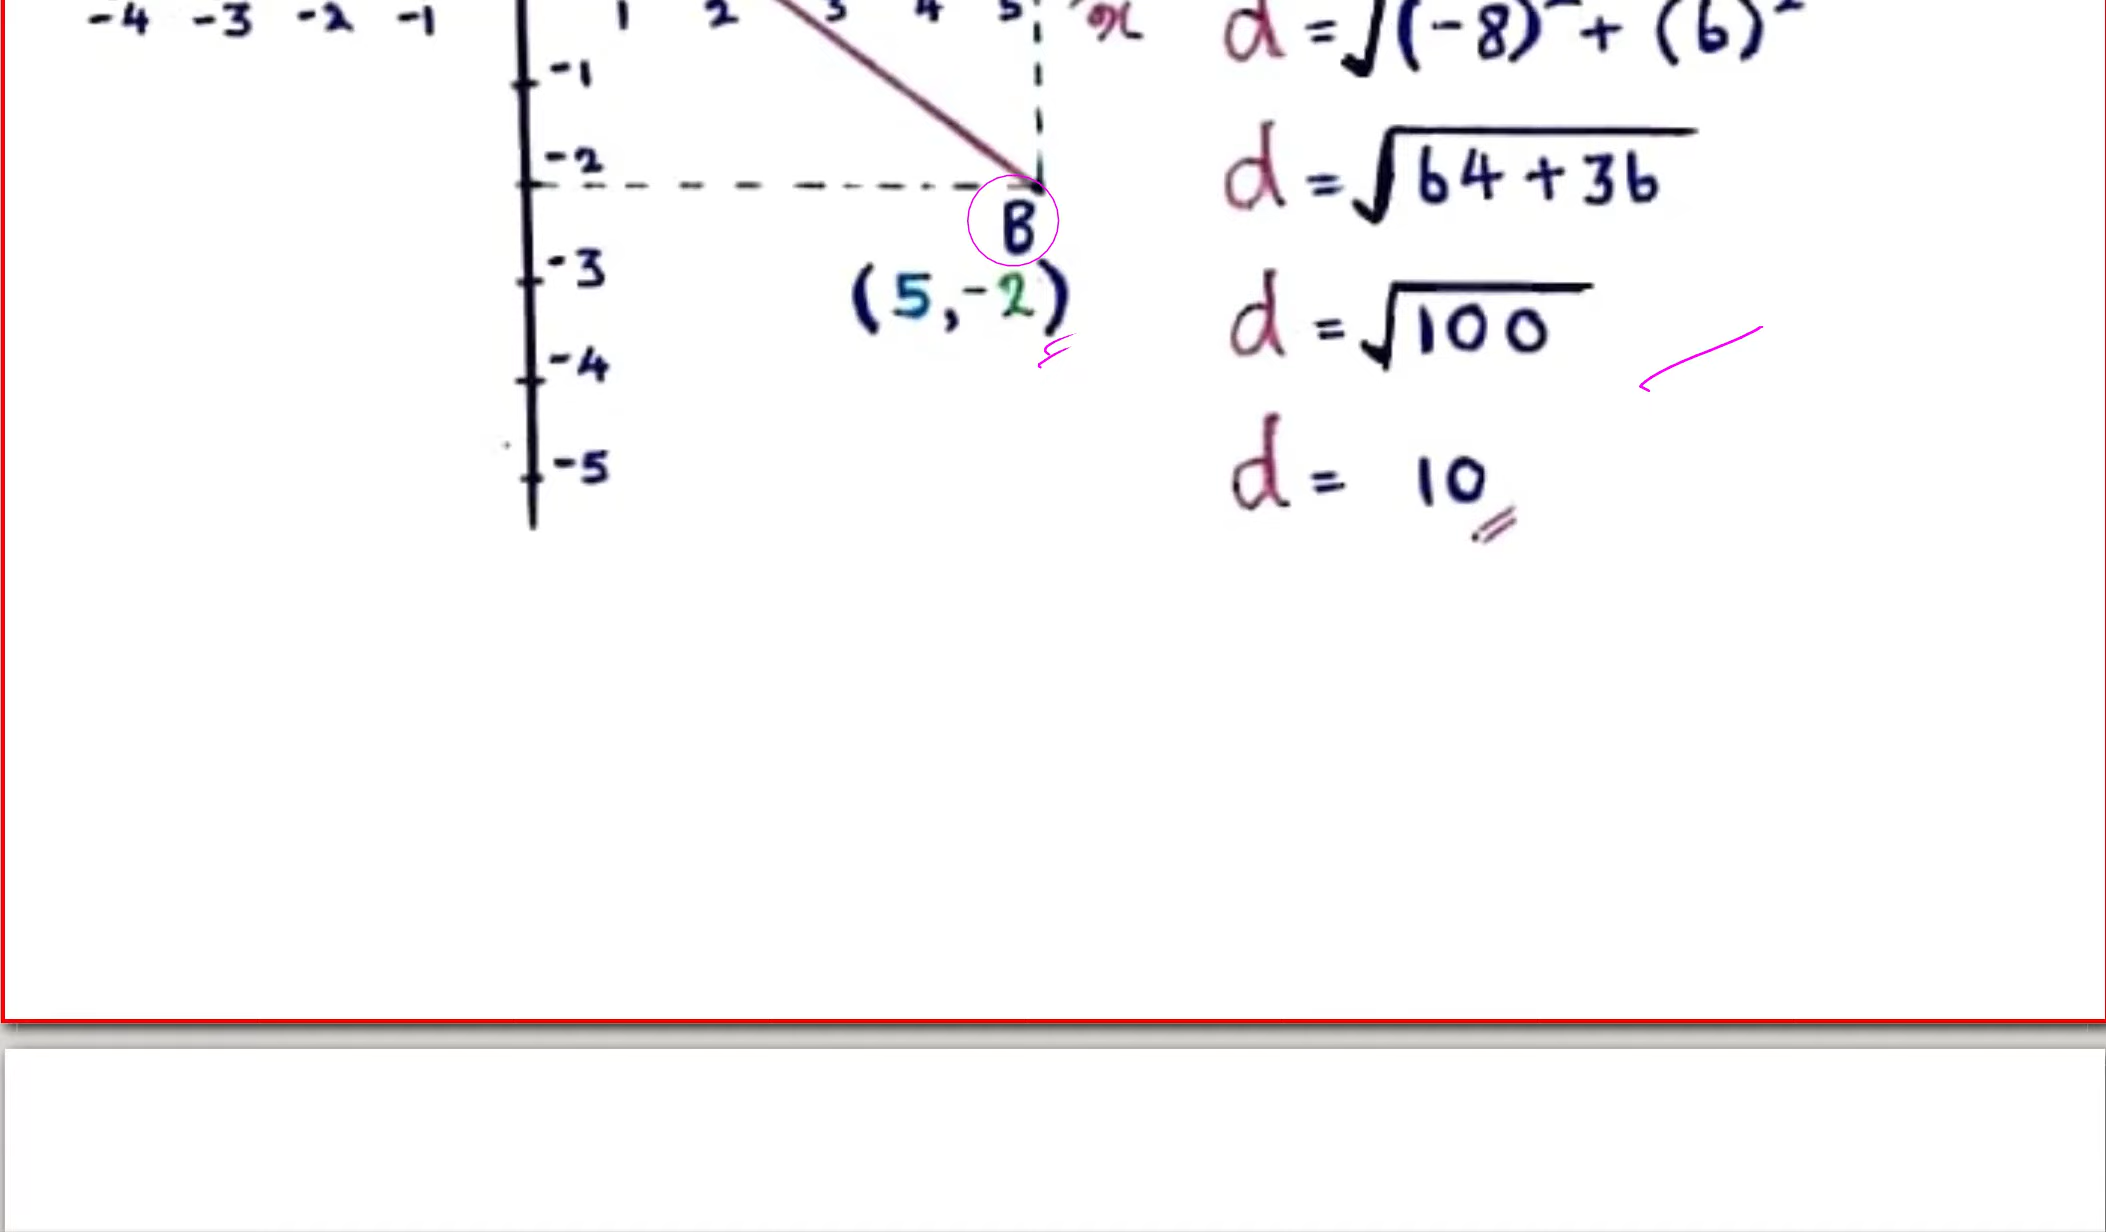 -4 -3 -2 -1 1 2 3 4 5 x
-1
-2
B
-3
(5,-2)
-4
-5
d = √(-8)² + (6)²
d = √64+36
d = √100
d = 10